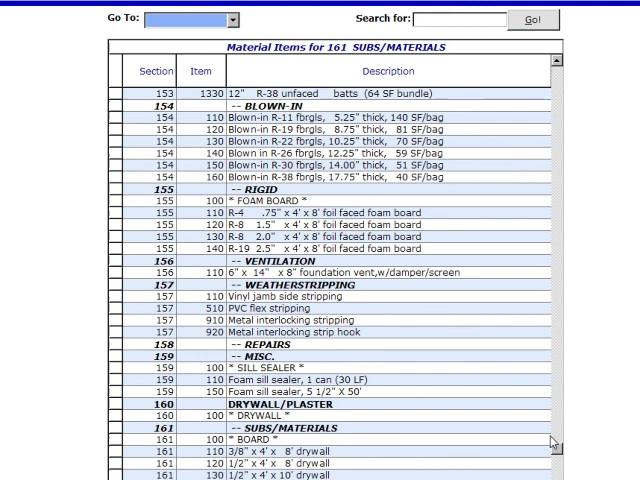 Go To:
Search for: Go!
Material Items for 161 SUBS/MATERIALS
Section Item Description
153 1330 12" R-38 unfaced batts (64 SF bundle)
154 -- BLOWN-IN
154 110 Blown-in R-11 fbrgls, 5.25" thick, 140 SF/bag
154 120 Blown-in R-19 fbrgls, 8.75" thick, 81 SF/bag
154 130 Blown-in R-22 fbrgls, 10.25" thick, 70 SF/bag
154 140 Blown-in R-26 fbrgls, 12.25" thick, 59 SF/bag
154 150 Blown-in R-30 fbrgls, 14.00" thick, 51 SF/bag
154 160 Blown-in R-38 fbrgls, 17.75" thick, 40 SF/bag
155 -- RIGID
155 100 * FOAM BOARD *
155 110 R-4 .75" x 4' x 8' foil faced foam board
155 120 R-8 1.5" x 4' x 8' foil faced foam board
155 130 R-8 2.0" x 4' x 8' foil faced foam board
155 140 R-19 2.5" x 4' x 8' foil faced foam board
156 -- VENTILATION
156 110 6" x 14" x 8" foundation vent,w/damper/screen
157 -- WEATHERSTRIPPING
157 110 Vinyl jamb side stripping
157 510 PVC flex stripping
157 910 Metal interlocking stripping
157 920 Metal interlocking strip hook
158 -- REPAIRS
159 -- MISC.
159 100 * SILL SEALER *
159 110 Foam sill sealer, 1 can (30 LF)
159 150 Foam sill sealer, 5 1/2" X 50'
160 DRYWALL/PLASTER
160 100 * DRYWALL *
161 -- SUBS/MATERIALS
161 100 * BOARD *
161 110 3/8" x 4' x 8' drywall
161 120 1/2" x 4' x 8' drywall
161 130 1/2" x 4' x 10' drywall